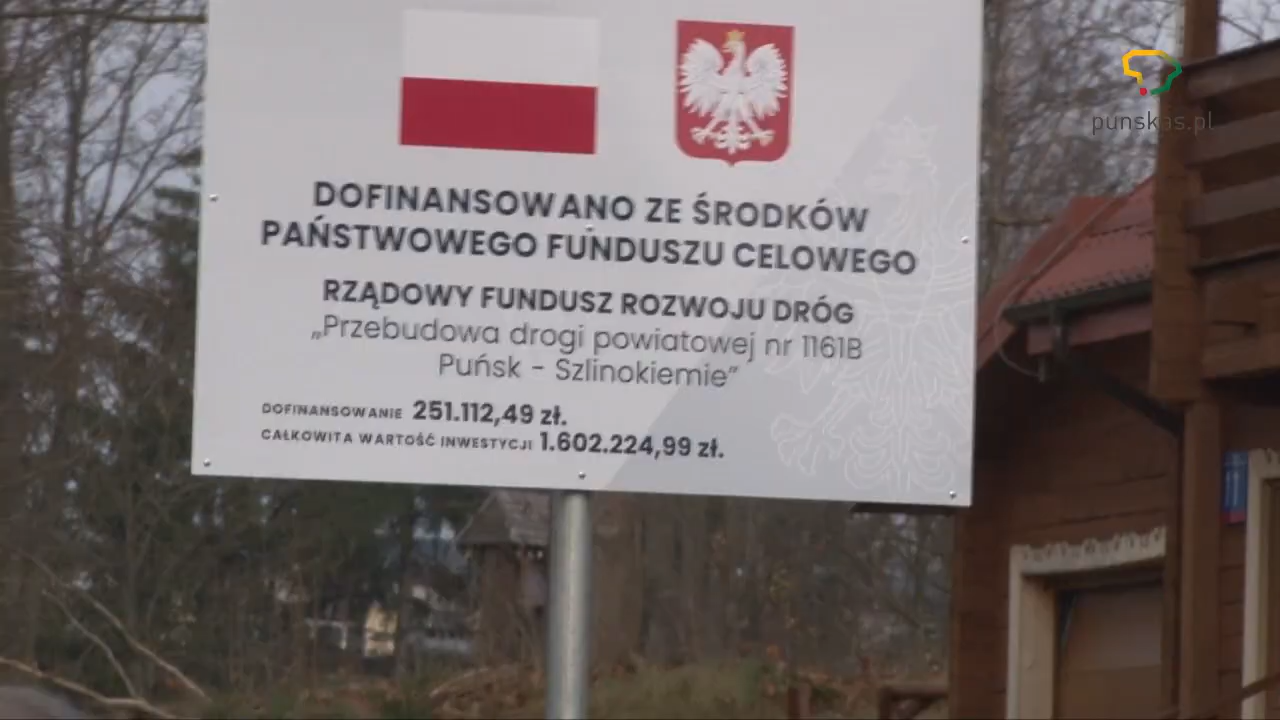 punskas.pl
DOFINANSOWANO ZE ŚRODKÓW
PAŃSTWOWEGO FUNDUSZU CELOWEGO
RZĄDOWY FUNDUSZ ROZWOJU DRÓG
„Przebudowa drogi powiatowej nr 1161B
Puńsk - Szlinokiemie”
DOFINANSOWANIE 251.112,49 zł.
CAŁKOWITA WARTOŚĆ INWESTYCJI 1.602.224,99 zł.